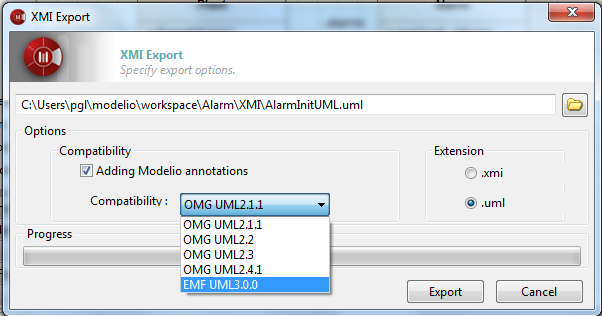 XMI Export
XMI Export
Specify export options.
C:\Users\pgl\modelio\workspace\Alarm\XMI\AlarmInitUML.uml
Options
Compatibility
Adding Modelio annotations
Compatibility :
OMG UML2.1.1
OMG UML2.1.1
OMG UML2.2
OMG UML2.3
OMG UML2.4.1
EMF UML3.0.0
Extension
.xmi
.uml
Progress
Export
Cancel